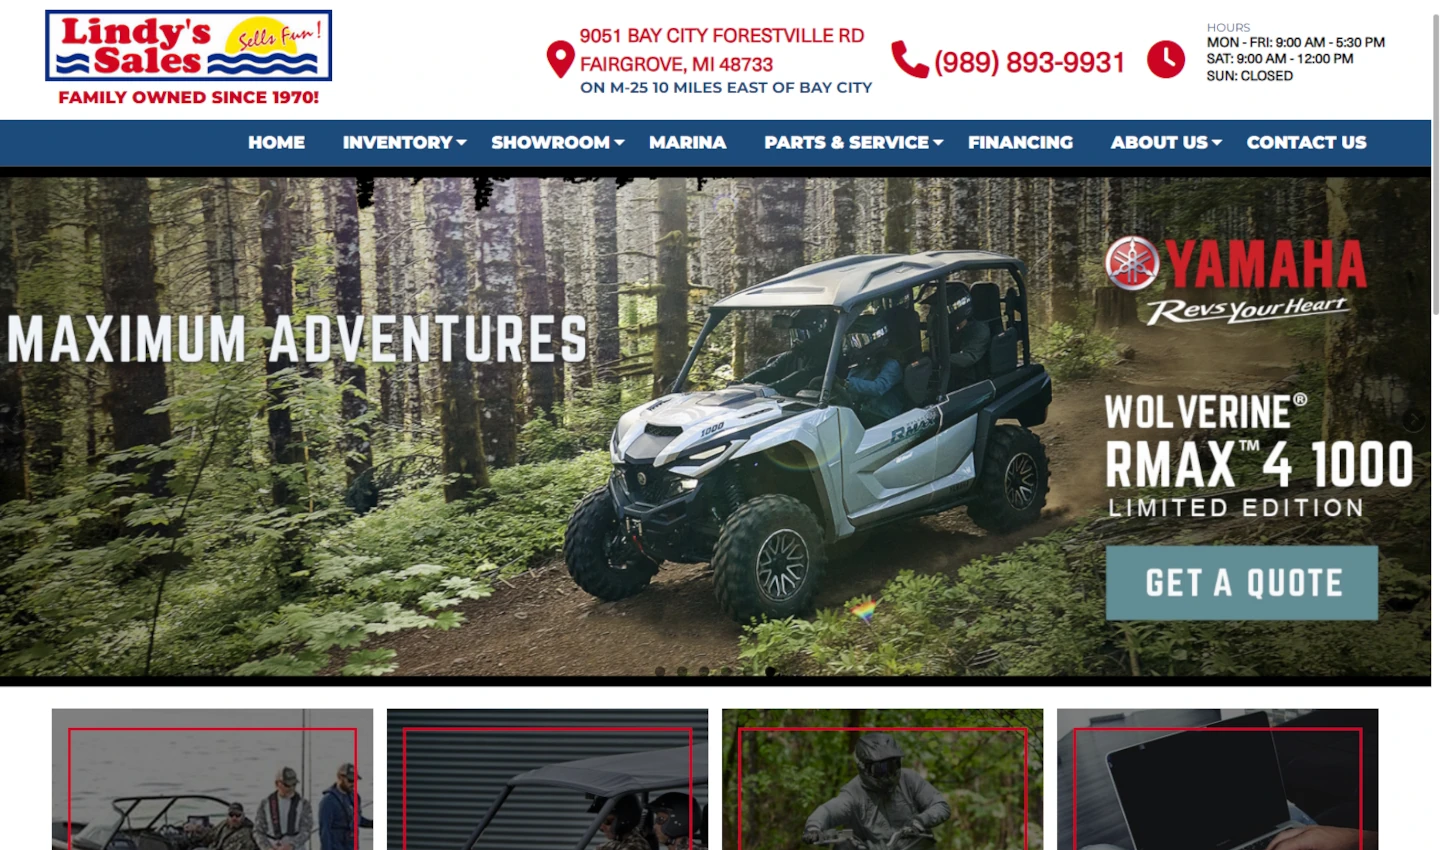 Lindy's
Sales
Sells Fun!
FAMILY OWNED SINCE 1970!
9051 BAY CITY FORESTVILLE RD
FAIRGROVE, MI 48733
ON M-25 10 MILES EAST OF BAY CITY
(989) 893-9931
HOURS
MON - FRI: 9:00 AM - 5:30 PM
SAT: 9:00 AM - 12:00 PM
SUN: CLOSED
HOME INVENTORY SHOWROOM MARINA PARTS & SERVICE FINANCING ABOUT US CONTACT US
MAXIMUM ADVENTURES
YAMAHA
Revs Your Heart
WOLVERINE®
RMAX™4 1000
LIMITED EDITION
GET A QUOTE
1000
RMAX